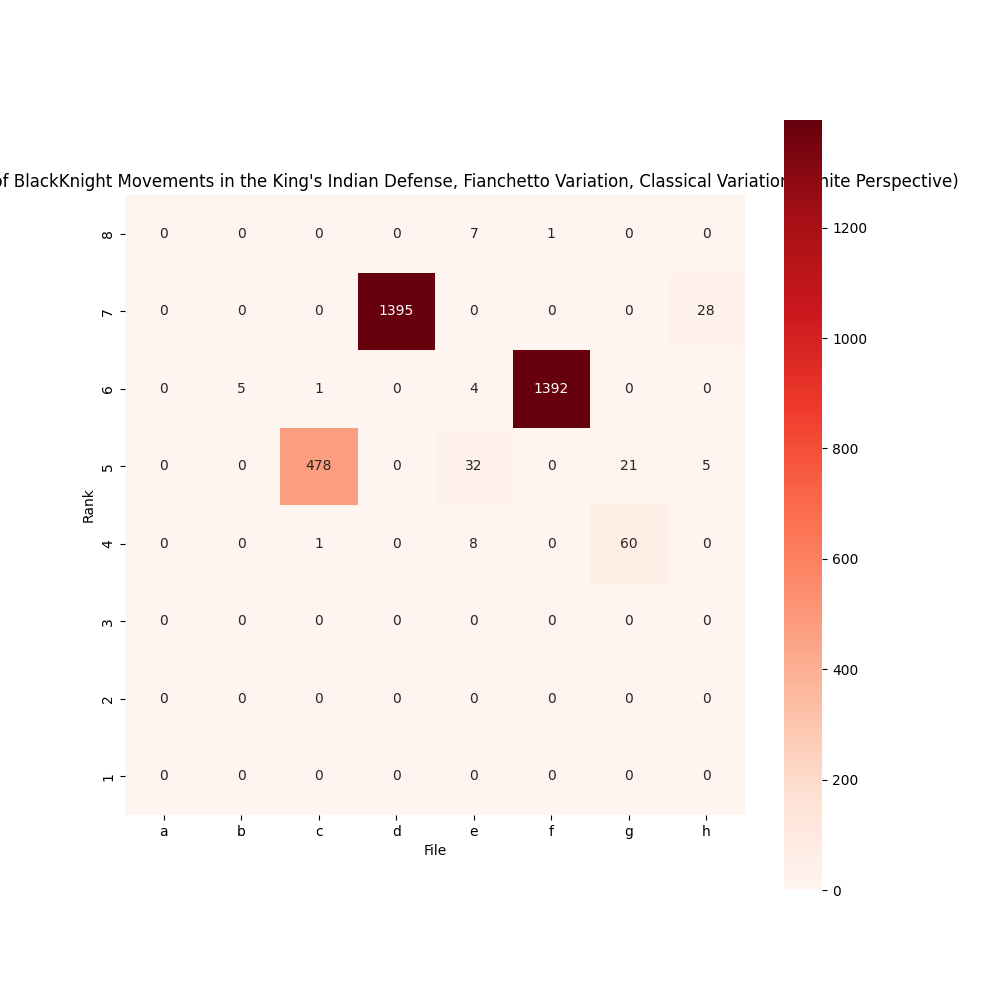 of BlackKnight Movements in the King's Indian Defense, Fianchetto Variation, Classical Variation hite Perspective)
8 0 0 0 0 7 1 0 0
7 0 0 0 1395 0 0 0 28
6 0 5 1 0 4 1392 0 0
5 0 0 478 0 32 0 21 5
4 0 0 1 0 8 0 60 0
3 0 0 0 0 0 0 0 0
2 0 0 0 0 0 0 0 0
1 0 0 0 0 0 0 0 0
a b c d e f g h
File
Rank
1200
1000
800
600
400
200
0